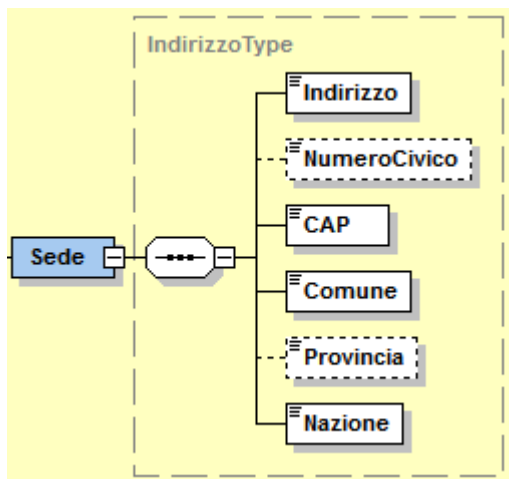 IndirizzoType
Indirizzo
NumeroCivico
CAP
Sede
Comune
Provincia
Nazione